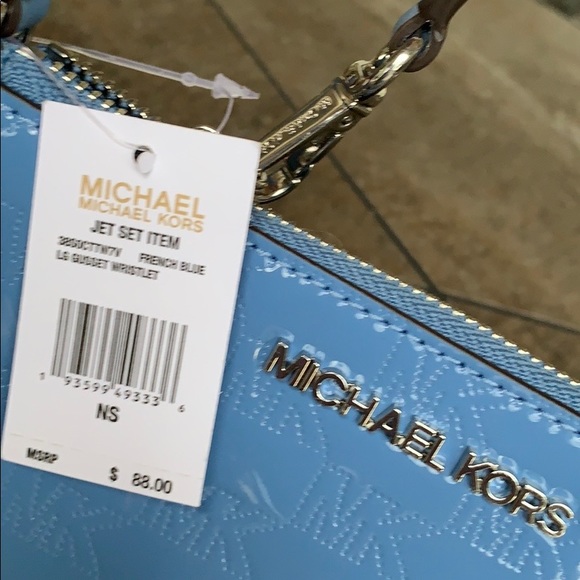 MICHAEL
MICHAEL KORS
JET SET ITEM
38S0CTTW7V FRENCH BLUE
LG GUSSET WRISTLET
1 93599 49333 6
NS
MSRP $ 88.00
MICHAEL KORS